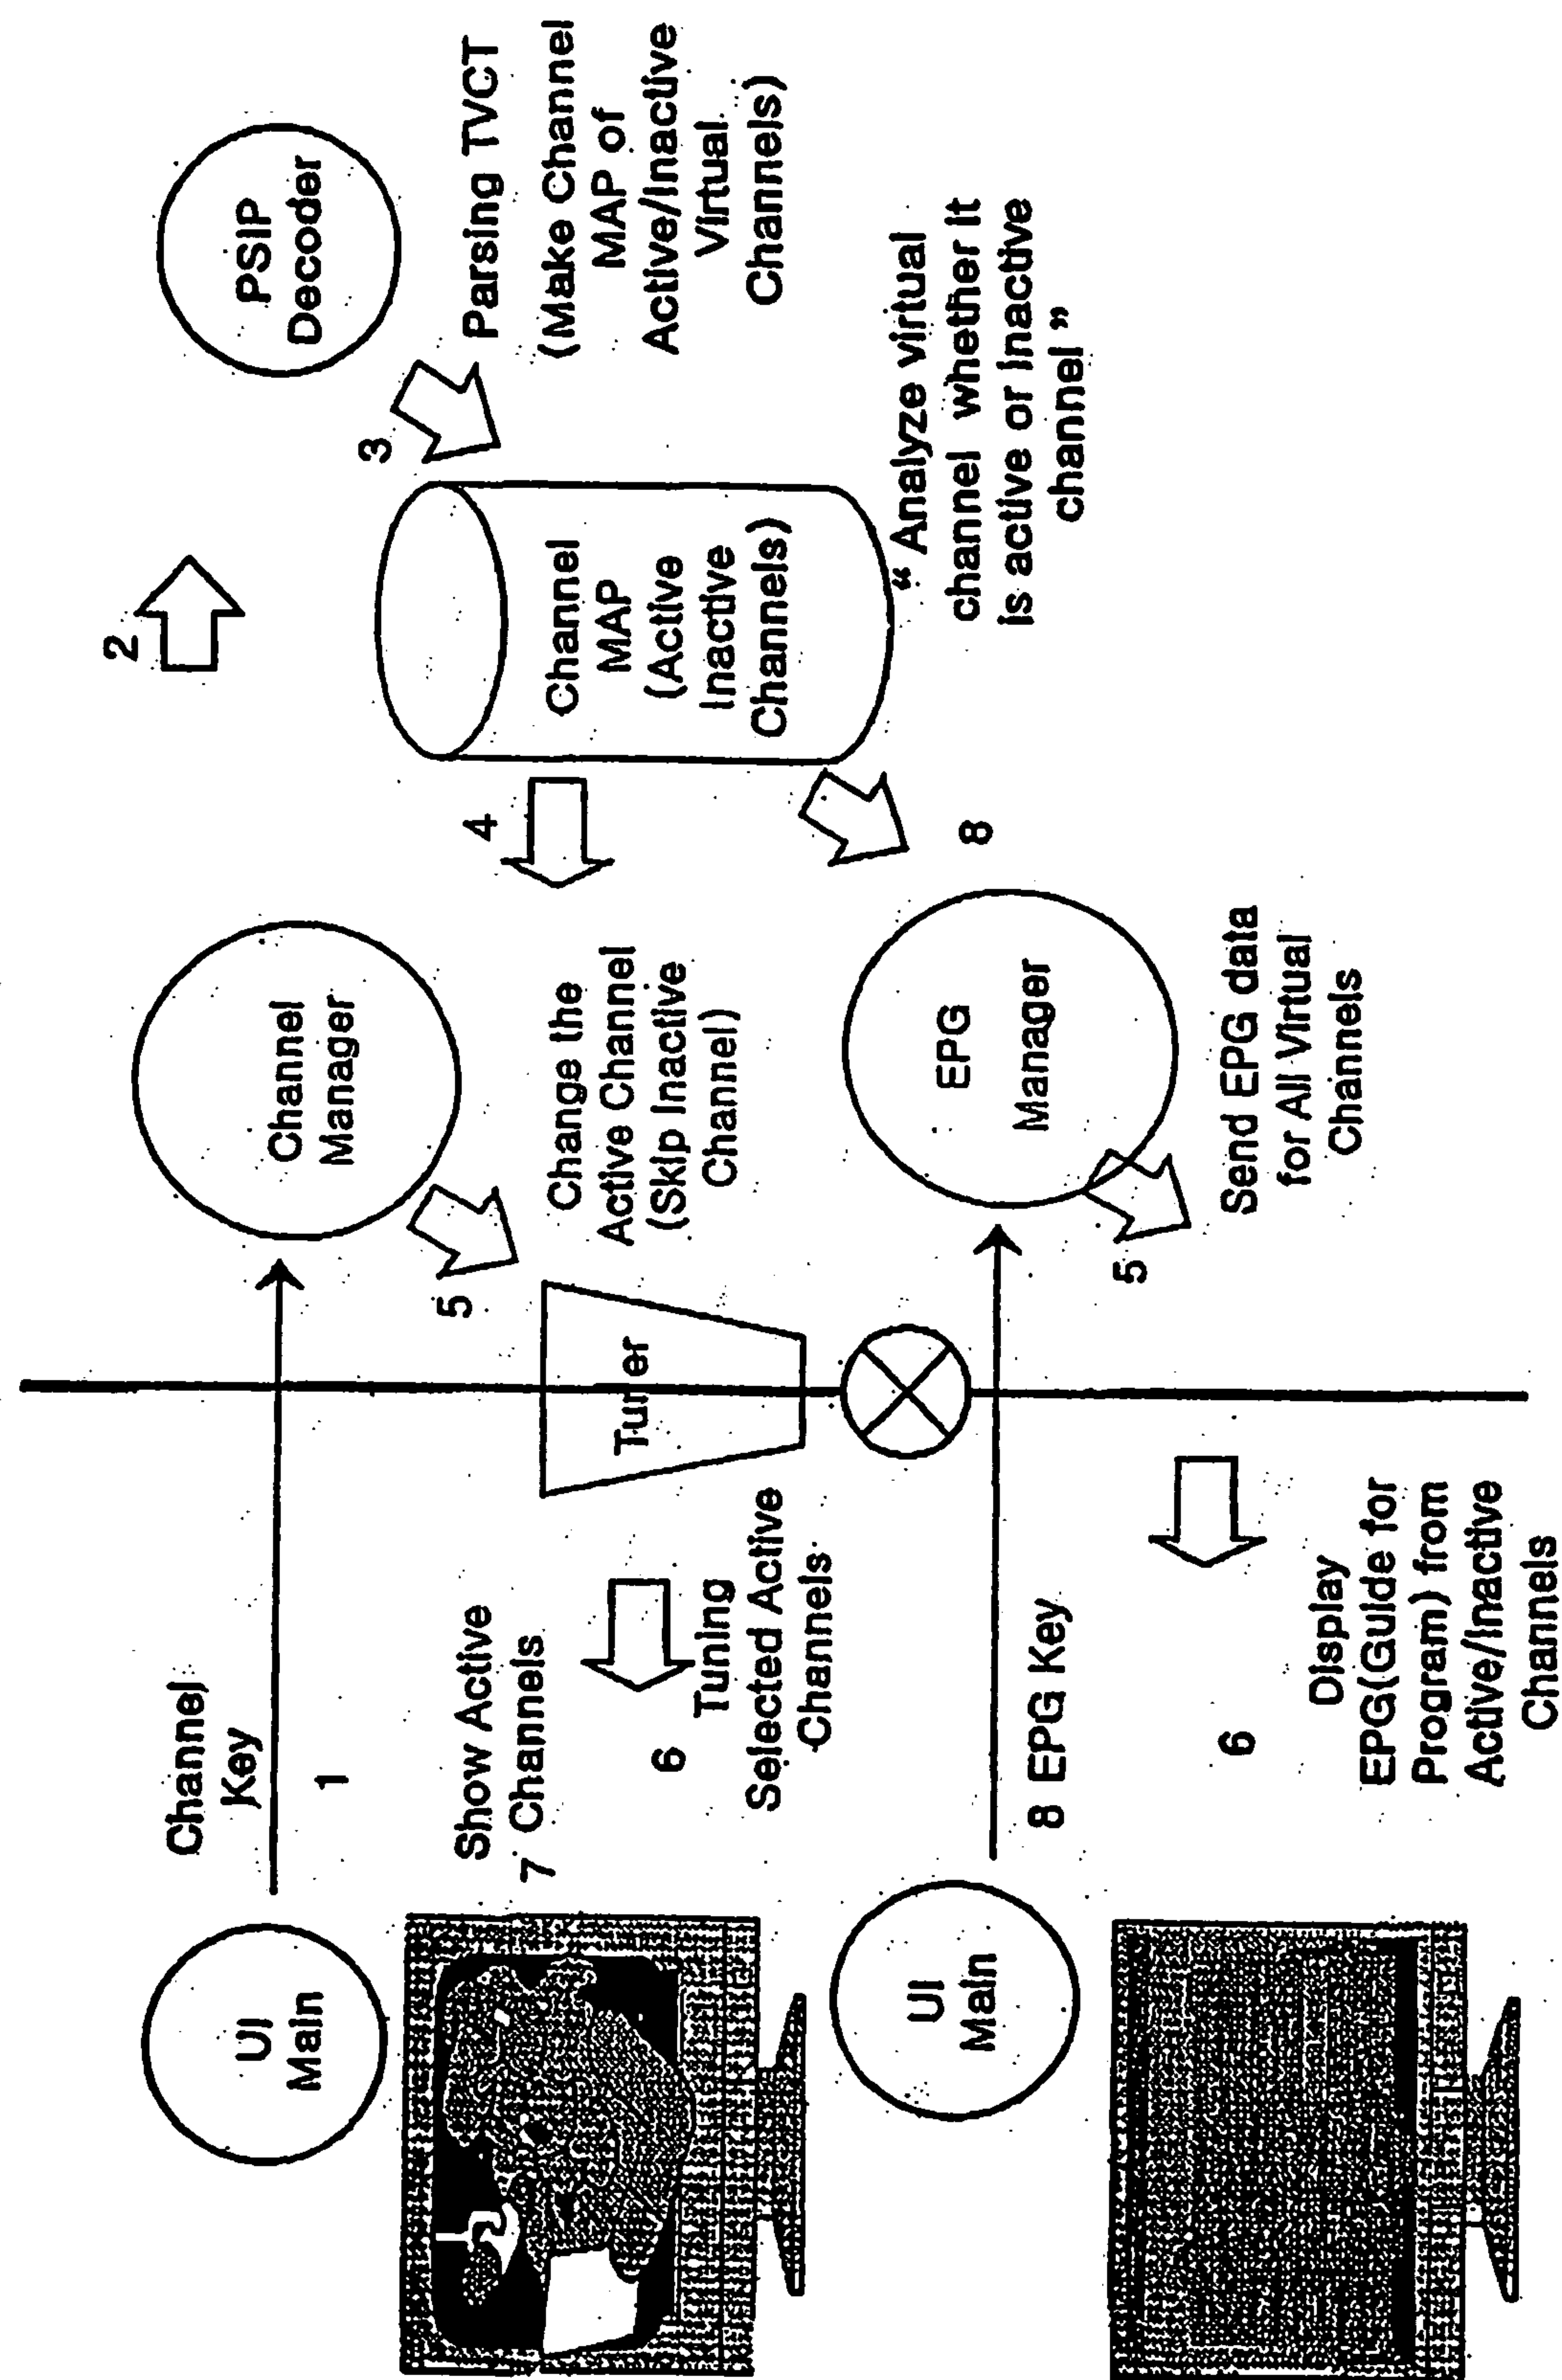 UI
Main
Channel
Key
1
Channel
Manager
2
PSIP
Decoder
3
Parsing TVCT
(Make Channel
MAP of
Active/Inactive
Virtual
Channels)
Channel
MAP
(Active
Inactive
Channels)
4
5
Change the
Active Channel
(Skip Inactive
Channel)
Tuner
Show Active
7 Channels
6
Tuning
Selected Active
Channels
“ Analyze virtual
channel whether it
is active or inactive
channel ”
8
UI
Main
8 EPG Key
EPG
Manager
5
Send EPG data
for All Virtual
Channels
6
Display
EPG(Guide for
Program) from
Active/Inactive
Channels